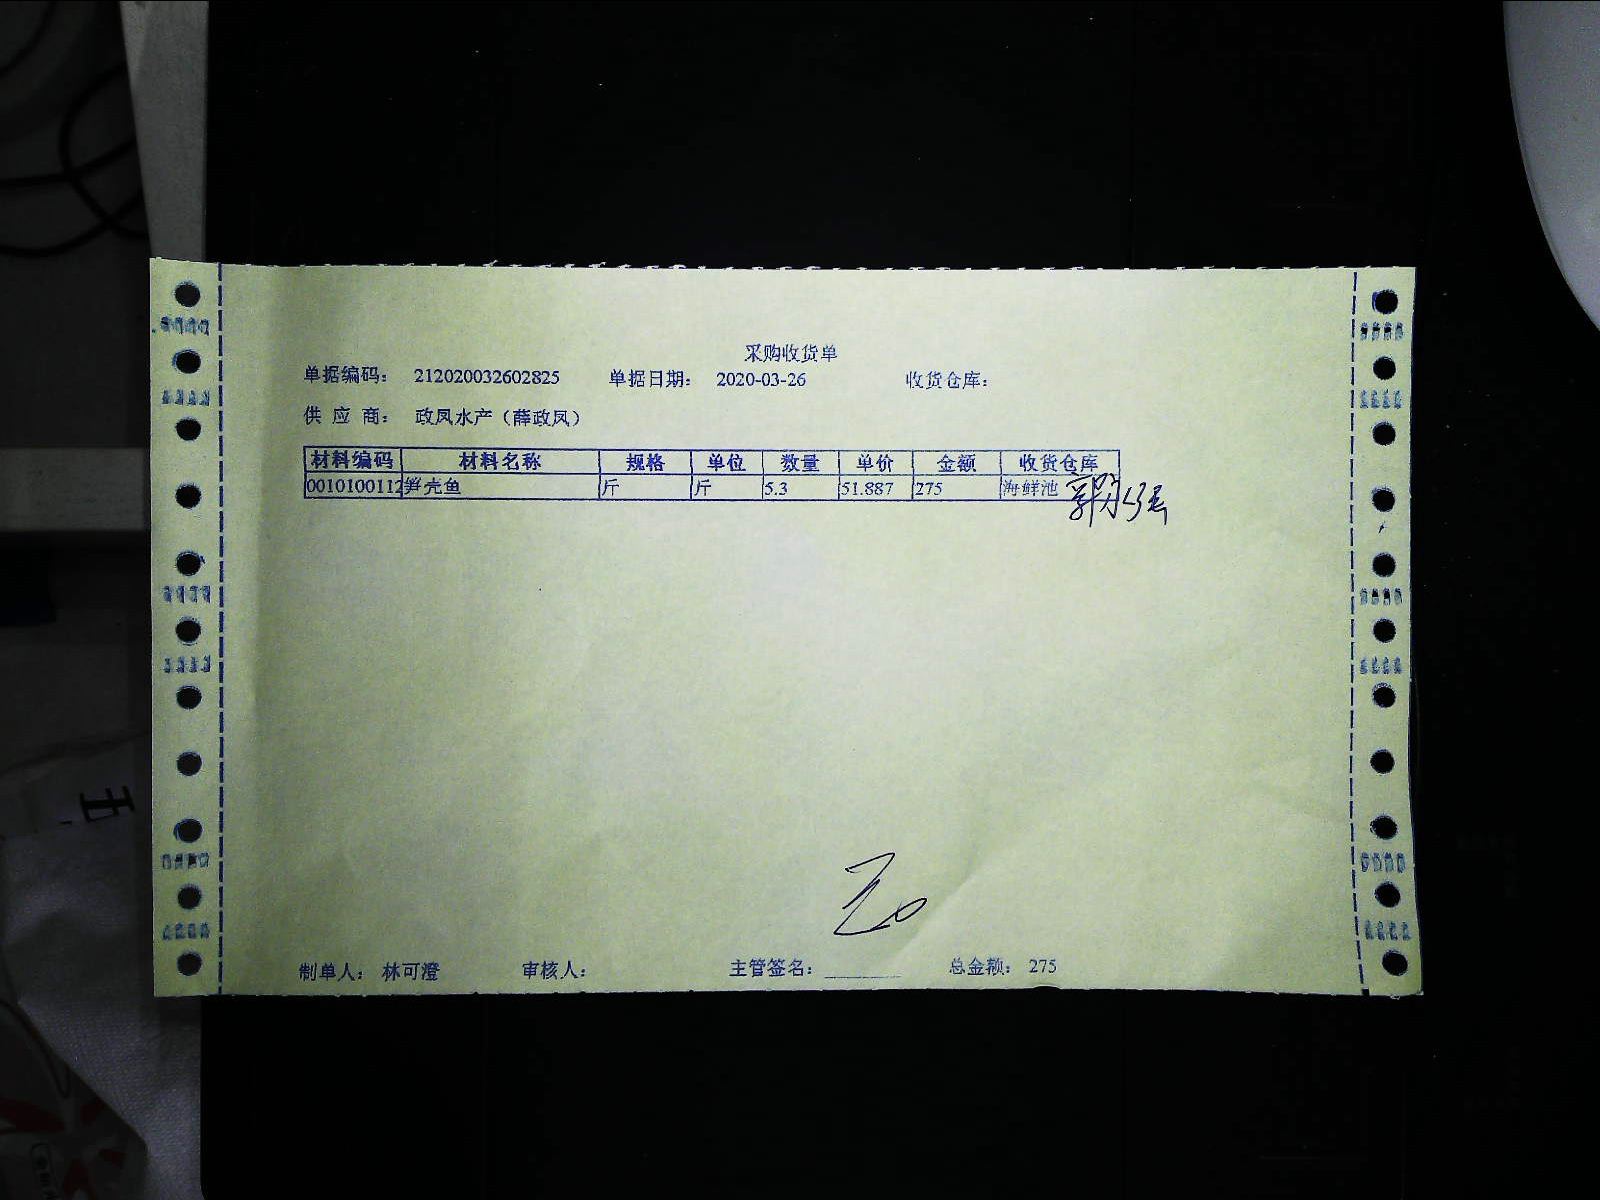 采购收货单
单据编码: 212020032602825 单据日期: 2020-03-26 收货仓库:
供 应 商: 政凤水产(薛政凤)
材料编码 材料名称 规格 单位 数量 单价 金额 收货仓库
0010100112 笋壳鱼 斤 斤 5.3 51.887 275 海鲜池
制单人: 林可澄 审核人: 主管签名: 总金额: 275